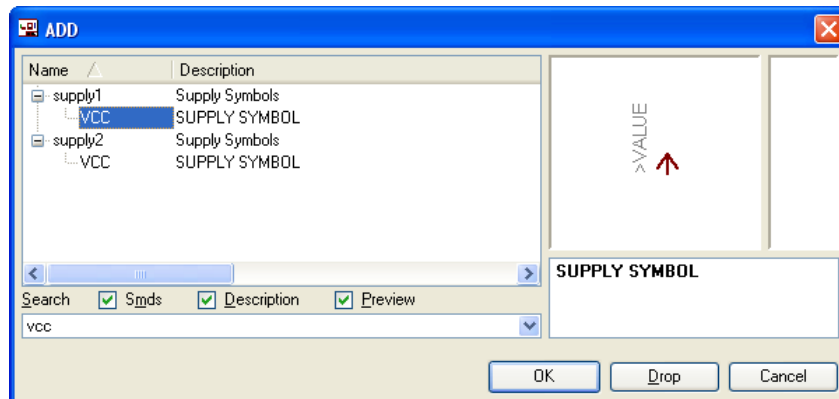 ADD
Name Description
supply1 Supply Symbols
VCC SUPPLY SYMBOL
supply2 Supply Symbols
VCC SUPPLY SYMBOL
>VALUE
SUPPLY SYMBOL
Search Smds Description Preview
vcc
OK Drop Cancel